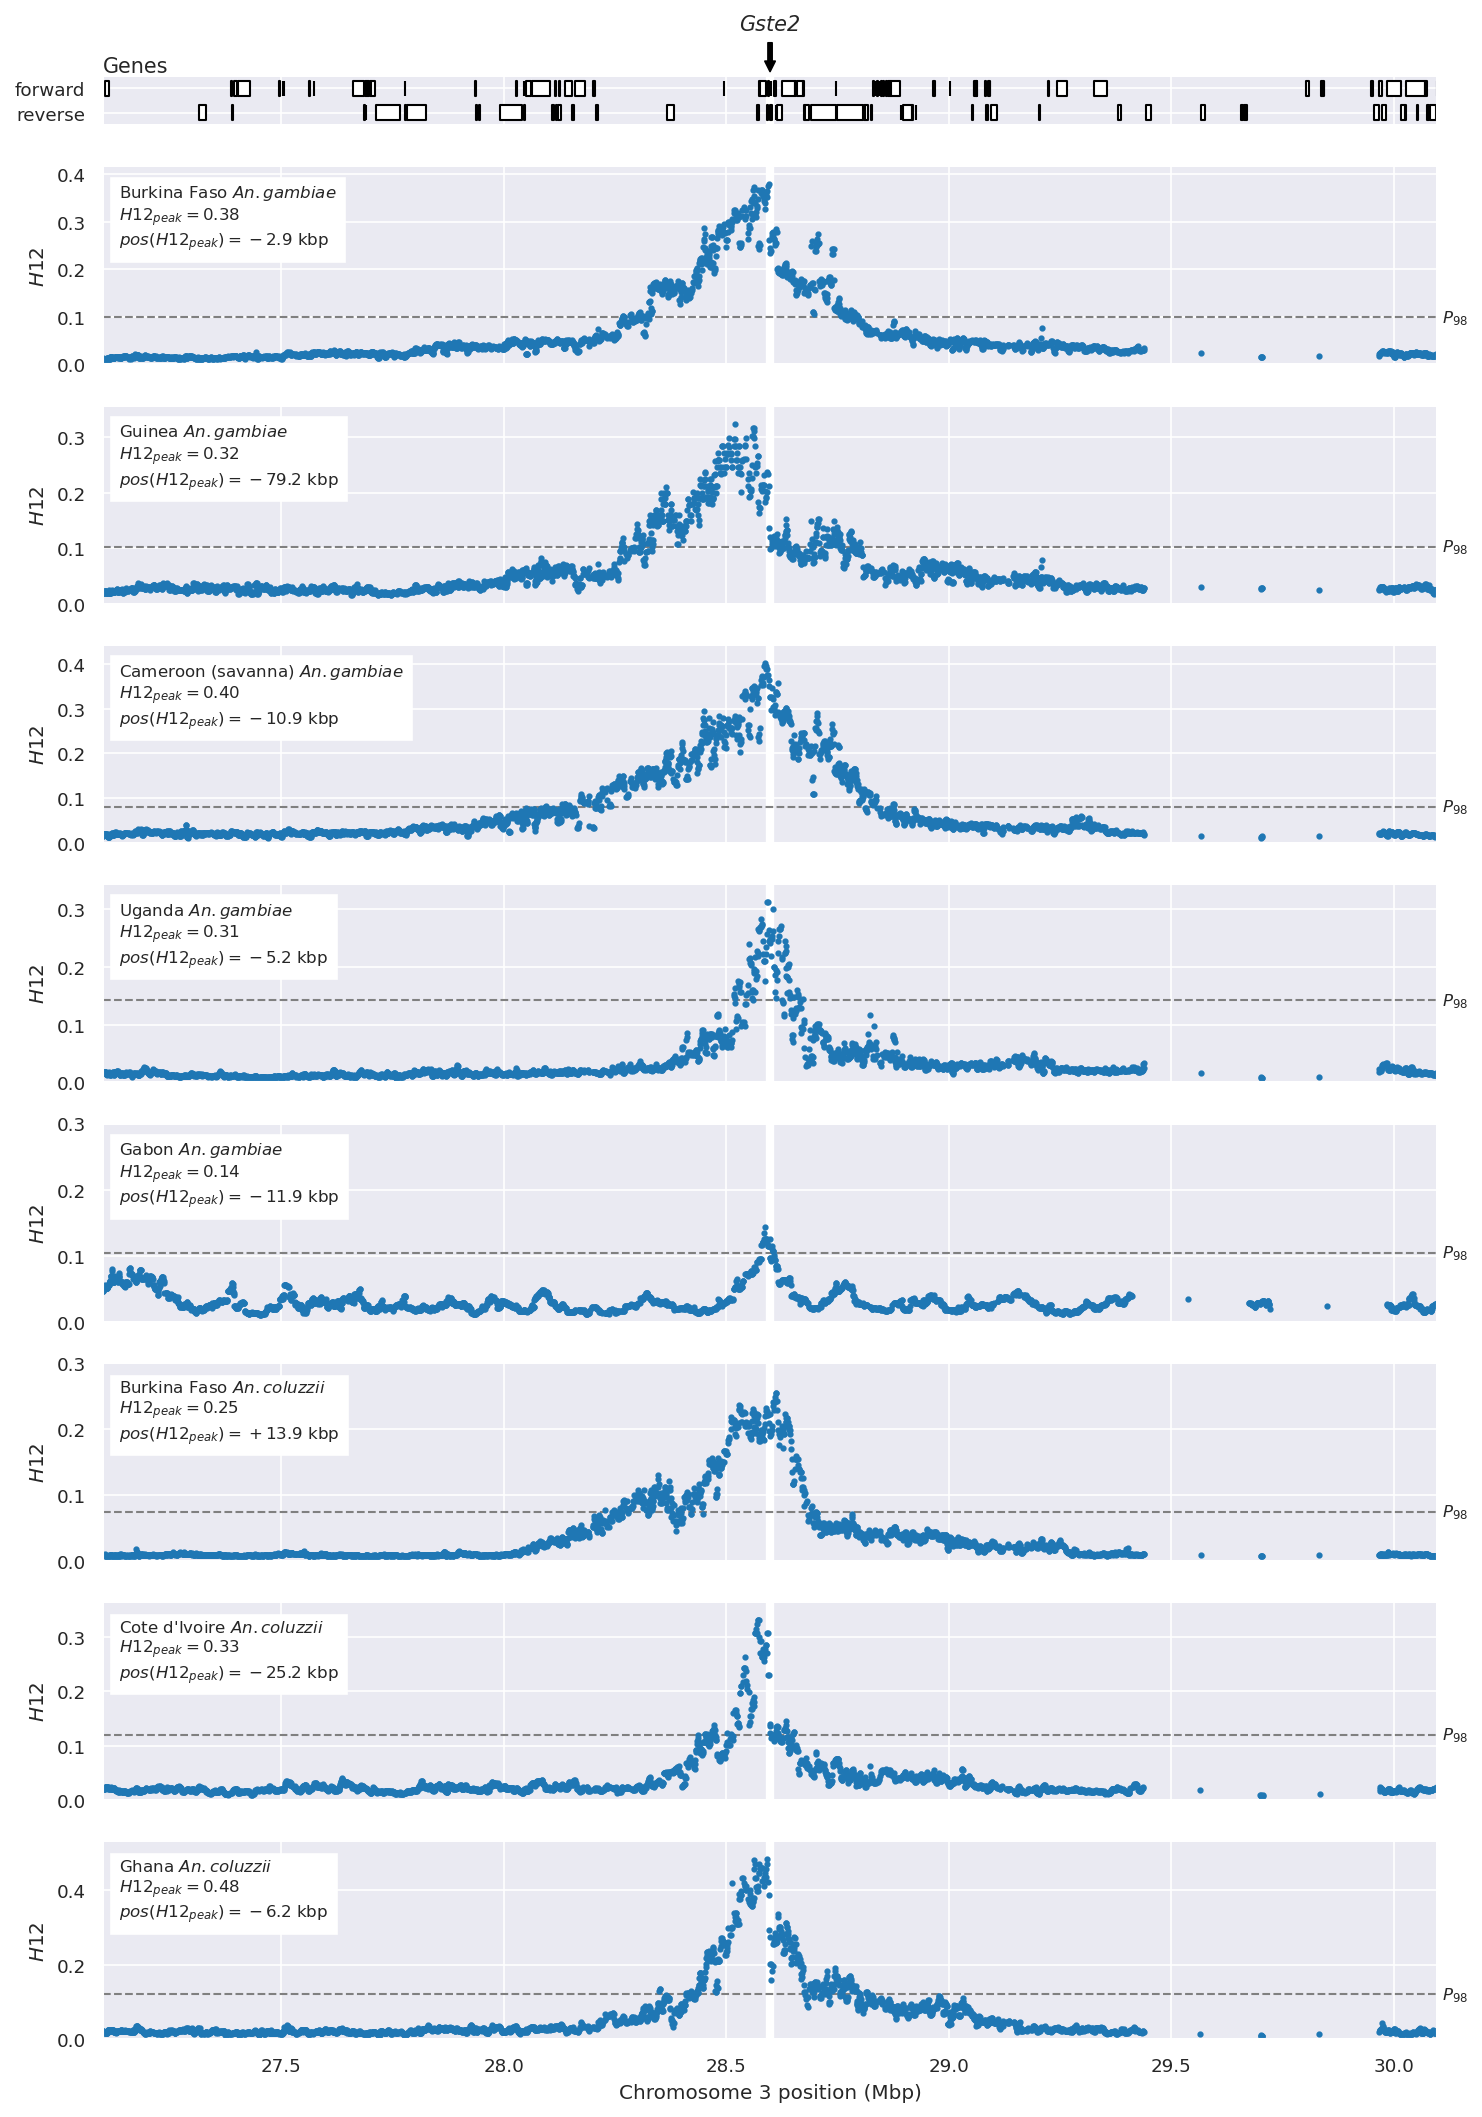 Gste2
Genes
forward
reverse
0.4
0.3
0.2
0.1
0.0
H12
Burkina Faso An. gambiae
H12peak = 0.38
pos(H12peak) = −2.9 kbp
P98
0.3
0.2
0.1
0.0
H12
Guinea An. gambiae
H12peak = 0.32
pos(H12peak) = −79.2 kbp
P98
0.4
0.3
0.2
0.1
0.0
H12
Cameroon (savanna) An. gambiae
H12peak = 0.40
pos(H12peak) = −10.9 kbp
P98
0.3
0.2
0.1
0.0
H12
Uganda An. gambiae
H12peak = 0.31
pos(H12peak) = −5.2 kbp
P98
0.3
0.2
0.1
0.0
H12
Gabon An. gambiae
H12peak = 0.14
pos(H12peak) = −11.9 kbp
P98
0.3
0.2
0.1
0.0
H12
Burkina Faso An. coluzzii
H12peak = 0.25
pos(H12peak) = +13.9 kbp
P98
0.3
0.2
0.1
0.0
H12
Cote d'Ivoire An. coluzzii
H12peak = 0.33
pos(H12peak) = −25.2 kbp
P98
0.4
0.2
0.0
H12
Ghana An. coluzzii
H12peak = 0.48
pos(H12peak) = −6.2 kbp
P98
27.5 28.0 28.5 29.0 29.5 30.0
Chromosome 3 position (Mbp)